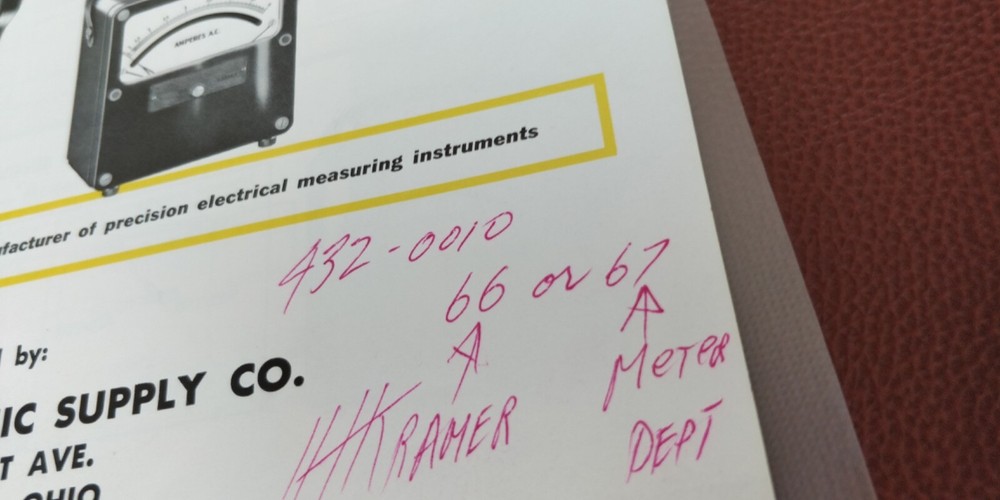 AMPERES A.C.
facturer of precision electrical measuring instruments
432-0010
66 or 67
by:
IC SUPPLY CO.
KRAMER
METER
T AVE.
DEPT
OHIO